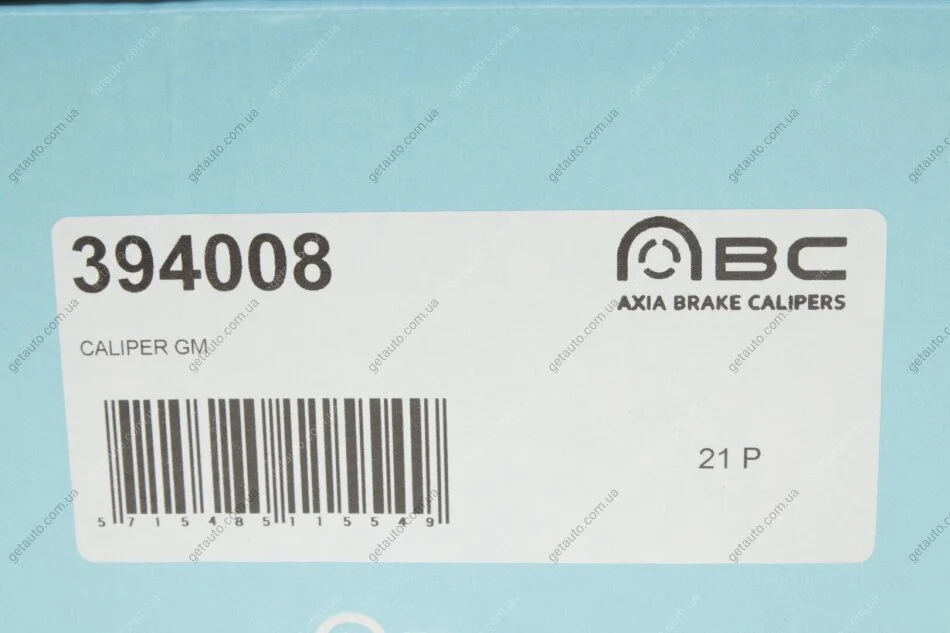 394008
ABC
AXIA BRAKE CALIPERS
CALIPER GM
21 P
5 715485 115549
getauto.com.ua